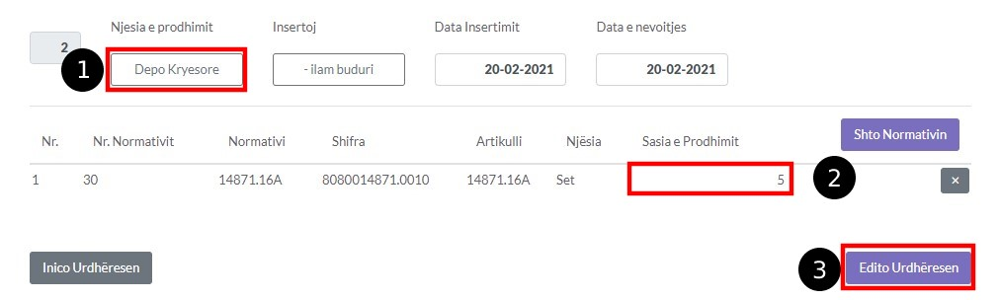 Njesia e prodhimit Insertoj Data Insertimit Data e nevoitjes
2
1 Depo Kryesore - ilam buduri 20-02-2021 20-02-2021
Shto Normativin
Nr. Nr. Normativit Normativi Shifra Artikulli Njësia Sasia e Prodhimit
1 30 14871.16A 8080014871.0010 14871.16A Set 5 2 ×
Inico Urdhëresen 3 Edito Urdhëresen